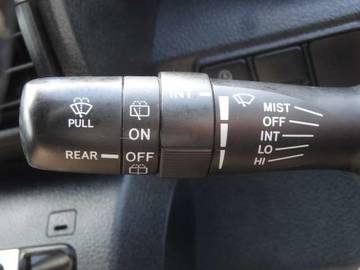 PULL
REAR
ON
OFF
INT
MIST
OFF
INT
LO
HI